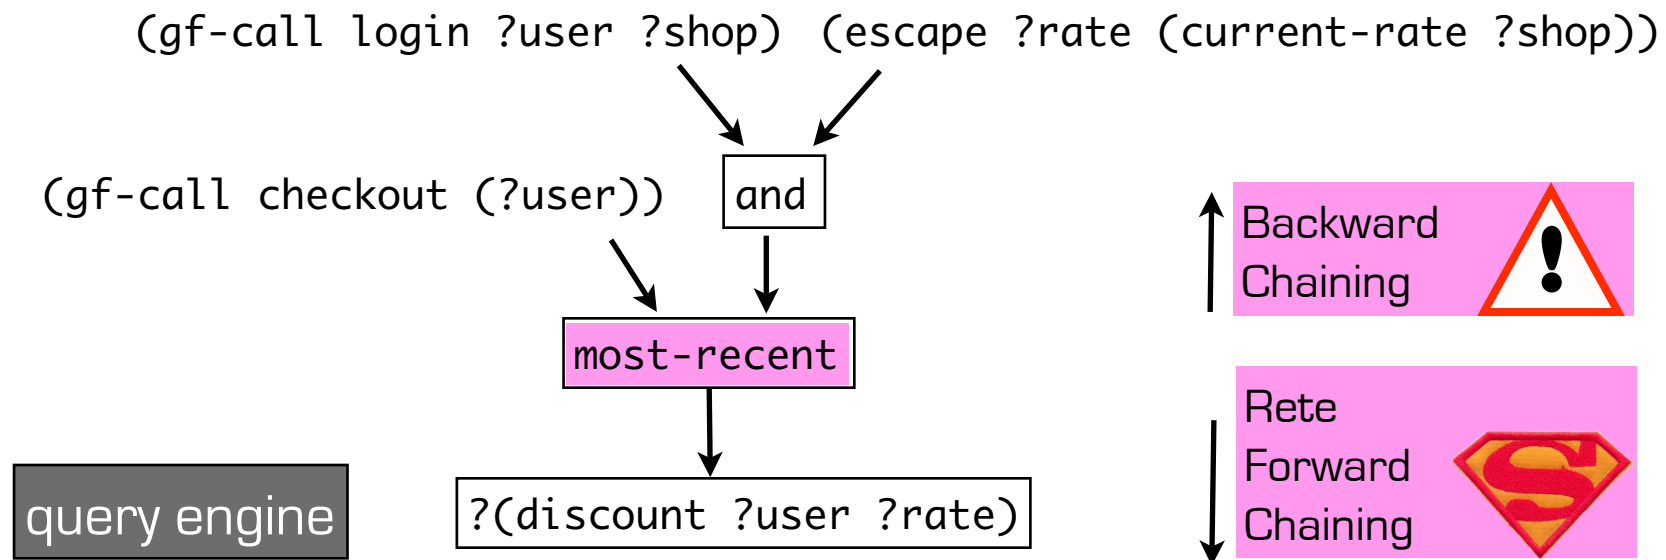 (gf-call login ?user ?shop) (escape ?rate (current-rate ?shop))
(gf-call checkout (?user))
and
most-recent
?(discount ?user ?rate)
query engine
Backward
Chaining
!
Rete
Forward
Chaining
S